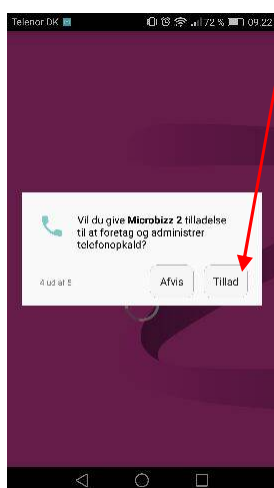 Telenor DK 72 % 09.22
Vil du give Microbizz 2 tilladelse
til at foretag og administrer
telefonopkald?
4 ud af 5
Afvis Tillad